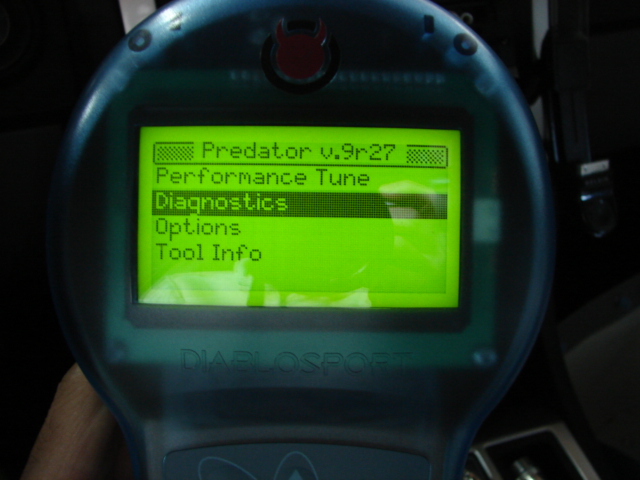 Predator v.9r27
Performance Tune
Diagnostics
Options
Tool Info
DIABLOSPORT